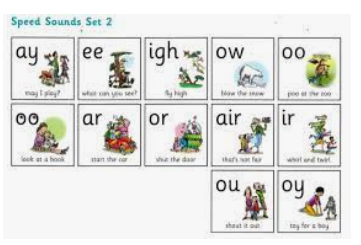 Speed Sounds Set 2
ay ee igh ow oo
may I play? what can you see? fly high blow the snow poo at the zoo
oo ar or air ir
look at a book start the car shut the door that's not fair whirl and twirl
ou oy
shout it out toy for a boy